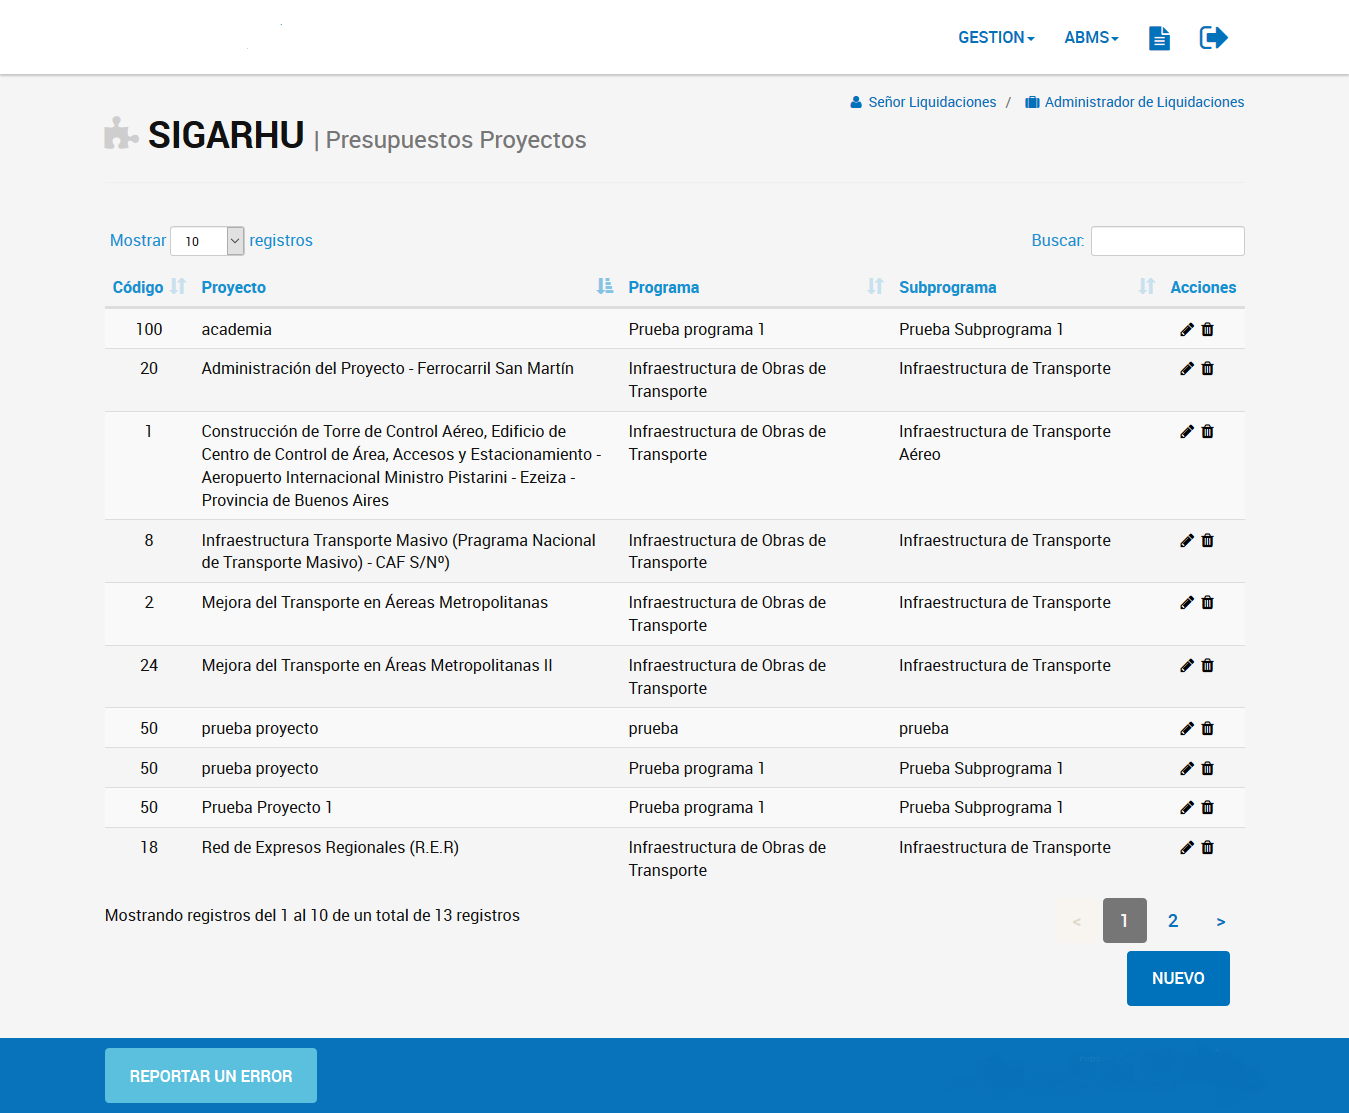 GESTION ABMS
Señor Liquidaciones / Administrador de Liquidaciones
SIGARHU | Presupuestos Proyectos
Mostrar 10 registros Buscar:
Código Proyecto Programa Subprograma Acciones
100 academia Prueba programa 1 Prueba Subprograma 1
20 Administración del Proyecto - Ferrocarril San Martín Infraestructura de Obras de Infraestructura de Transporte
Transporte
1 Construcción de Torre de Control Aéreo, Edificio de Infraestructura de Obras de Infraestructura de Transporte
Centro de Control de Área, Accesos y Estacionamiento - Transporte Aéreo
Aeropuerto Internacional Ministro Pistarini - Ezeiza -
Provincia de Buenos Aires
8 Infraestructura Transporte Masivo (Pragrama Nacional Infraestructura de Obras de Infraestructura de Transporte
de Transporte Masivo) - CAF S/Nº) Transporte
2 Mejora del Transporte en Áereas Metropolitanas Infraestructura de Obras de Infraestructura de Transporte
Transporte
24 Mejora del Transporte en Áreas Metropolitanas II Infraestructura de Obras de Infraestructura de Transporte
Transporte
50 prueba proyecto prueba prueba
50 prueba proyecto Prueba programa 1 Prueba Subprograma 1
50 Prueba Proyecto 1 Prueba programa 1 Prueba Subprograma 1
18 Red de Expresos Regionales (R.E.R) Infraestructura de Obras de Infraestructura de Transporte
Transporte
Mostrando registros del 1 al 10 de un total de 13 registros < 1 2 >
NUEVO
REPORTAR UN ERROR